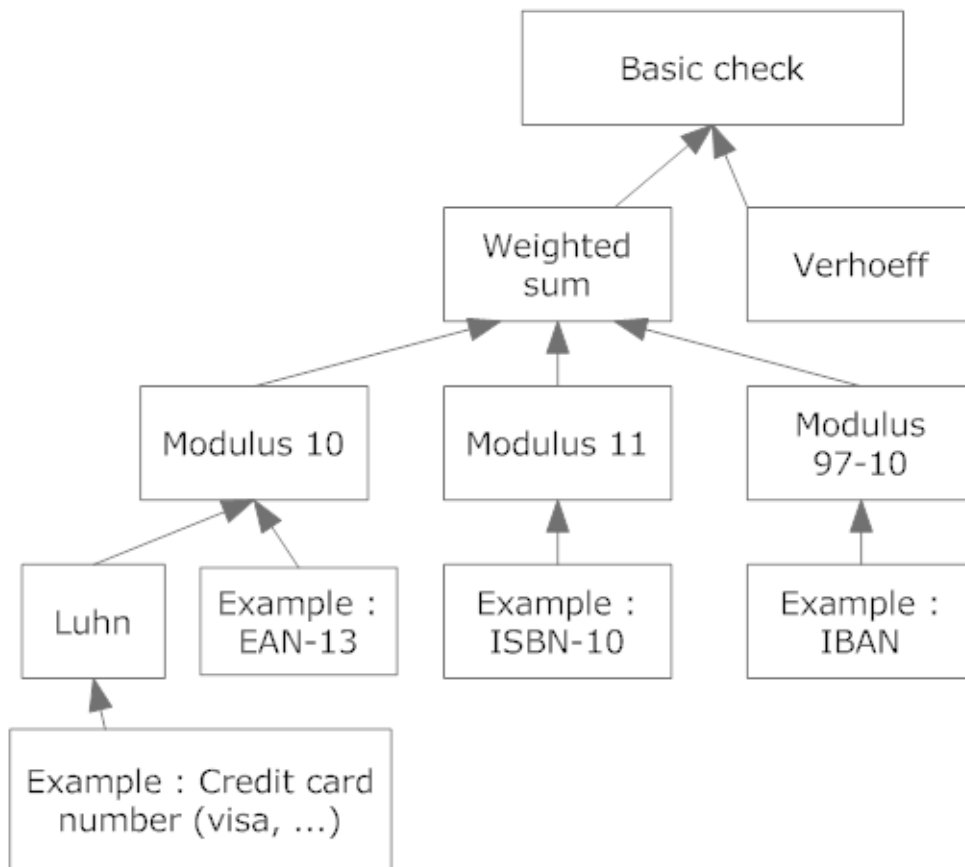 Basic check
Weighted
sum
Verhoeff
Modulus 10
Modulus 11
Modulus
97-10
Luhn
Example :
EAN-13
Example :
ISBN-10
Example :
IBAN
Example : Credit card
number (visa, ...)